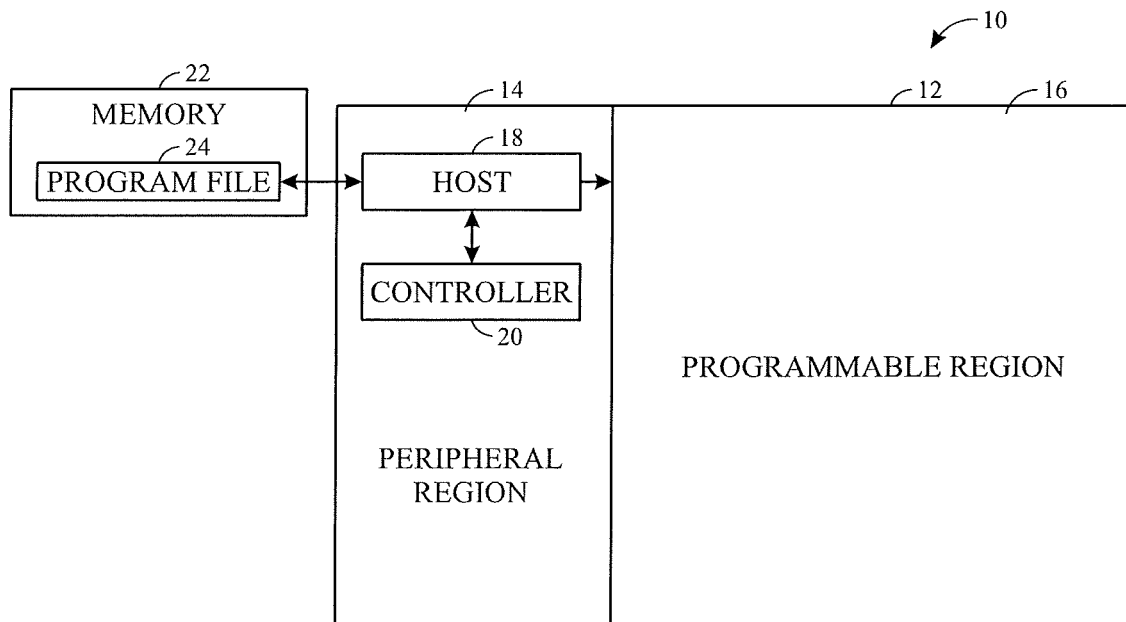 10
22
MEMORY
24
PROGRAM FILE
14
18
HOST
CONTROLLER
20
PERIPHERAL
REGION
12
16
PROGRAMMABLE REGION